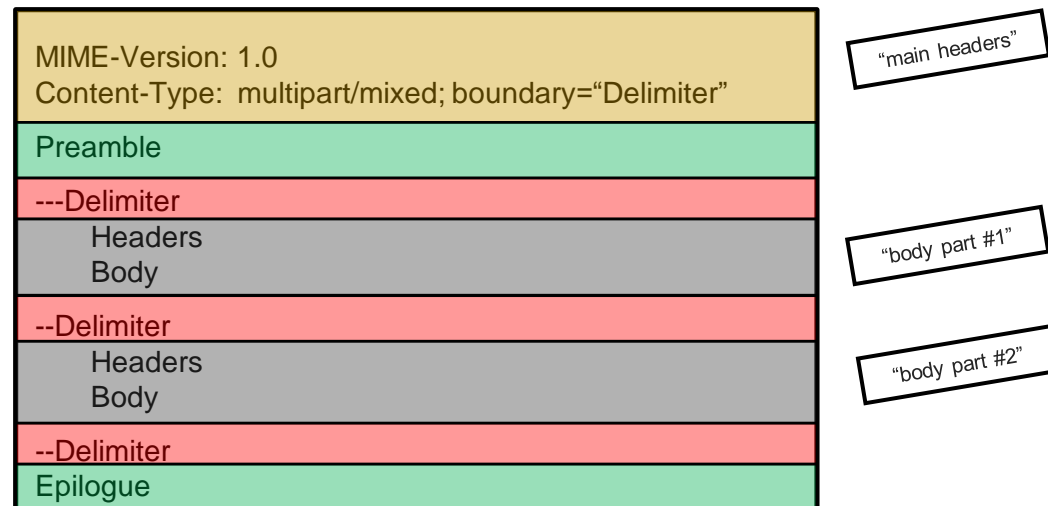 MIME-Version: 1.0
“main headers”
Content-Type: multipart/mixed; boundary=“Delimiter”
Preamble
---Delimiter
Headers
“body part #1”
Body
--Delimiter
Headers
“body part #2”
Body
--Delimiter
Epilogue